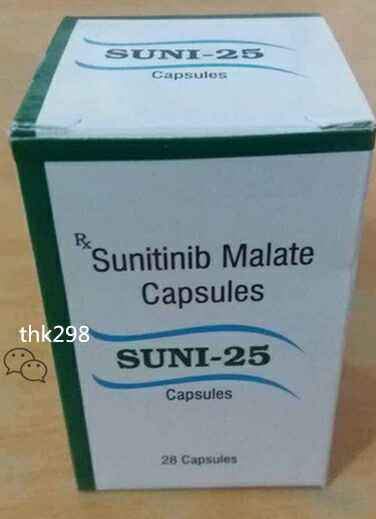 SUNI-25
Capsules
Rx Sunitinib Malate
Capsules
thk298
SUNI-25
Capsules
28 Capsules